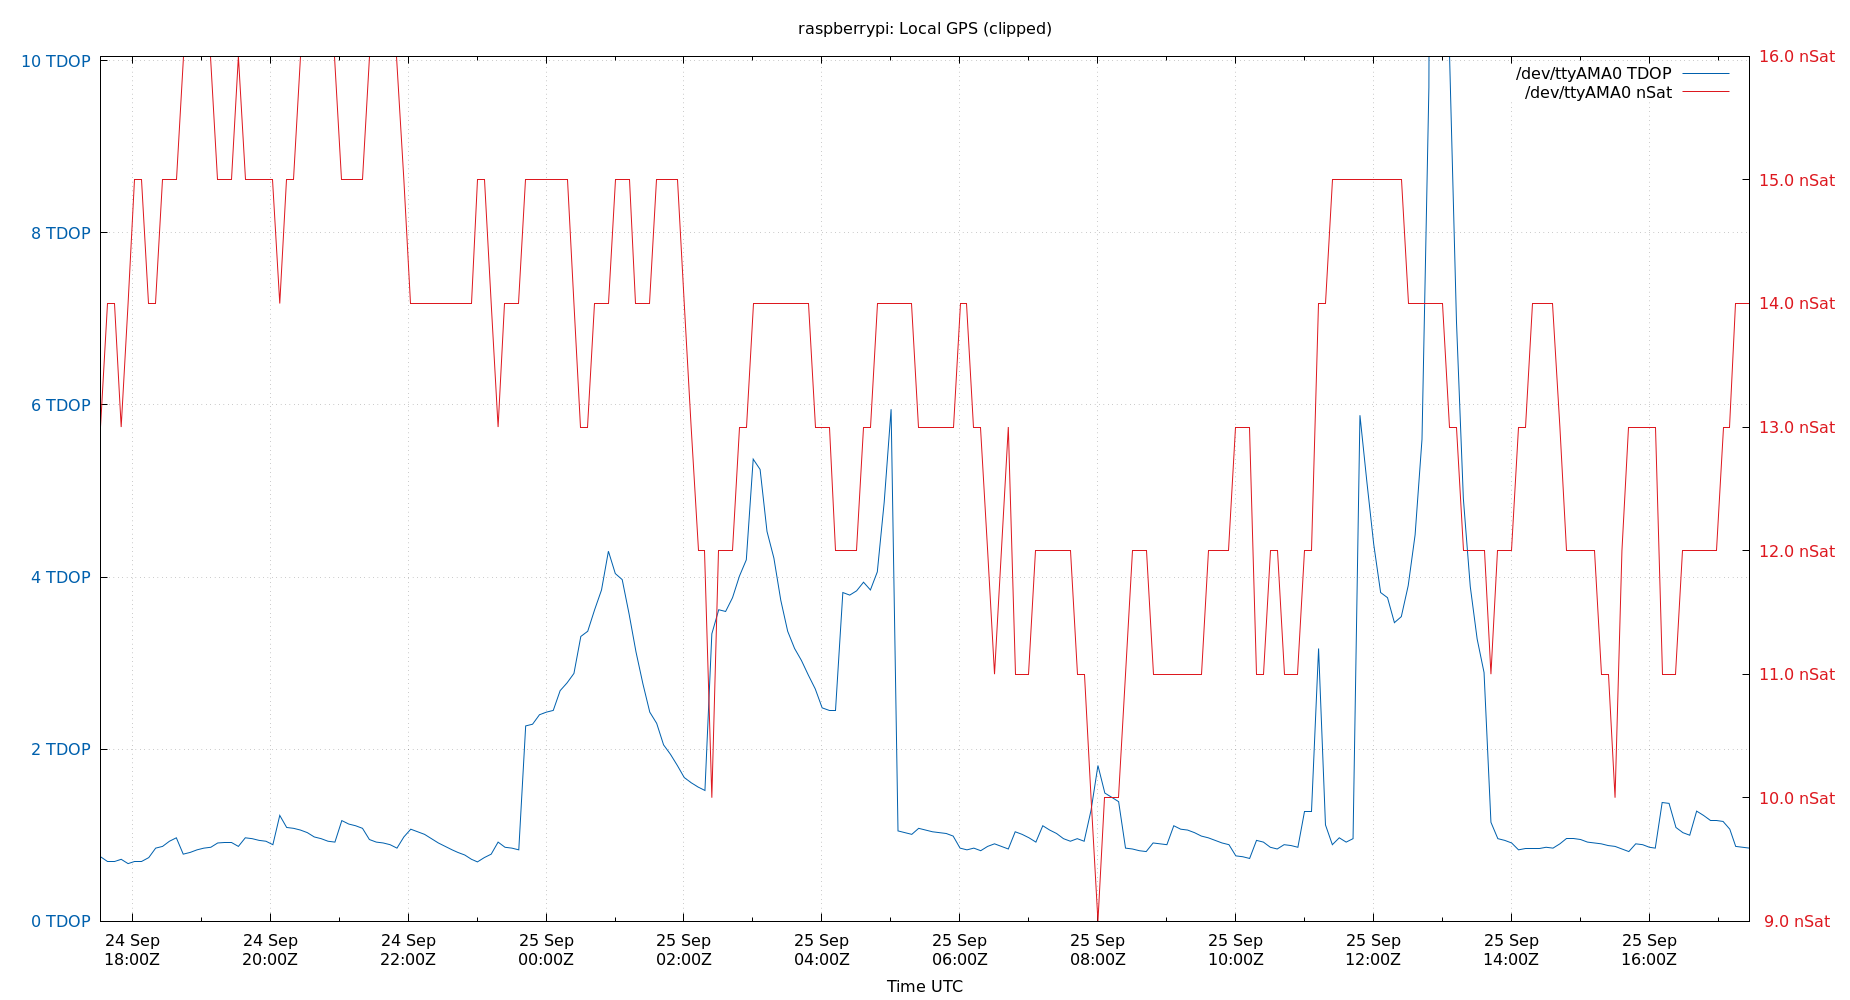 raspberrypi: Local GPS (clipped)
10 TDOP
8 TDOP
6 TDOP
4 TDOP
2 TDOP
0 TDOP
16.0 nSat
15.0 nSat
14.0 nSat
13.0 nSat
12.0 nSat
11.0 nSat
10.0 nSat
9.0 nSat
/dev/ttyAMA0 TDOP
/dev/ttyAMA0 nSat
24 Sep
18:00Z
24 Sep
20:00Z
24 Sep
22:00Z
25 Sep
00:00Z
25 Sep
02:00Z
25 Sep
04:00Z
25 Sep
06:00Z
25 Sep
08:00Z
25 Sep
10:00Z
25 Sep
12:00Z
25 Sep
14:00Z
25 Sep
16:00Z
Time UTC